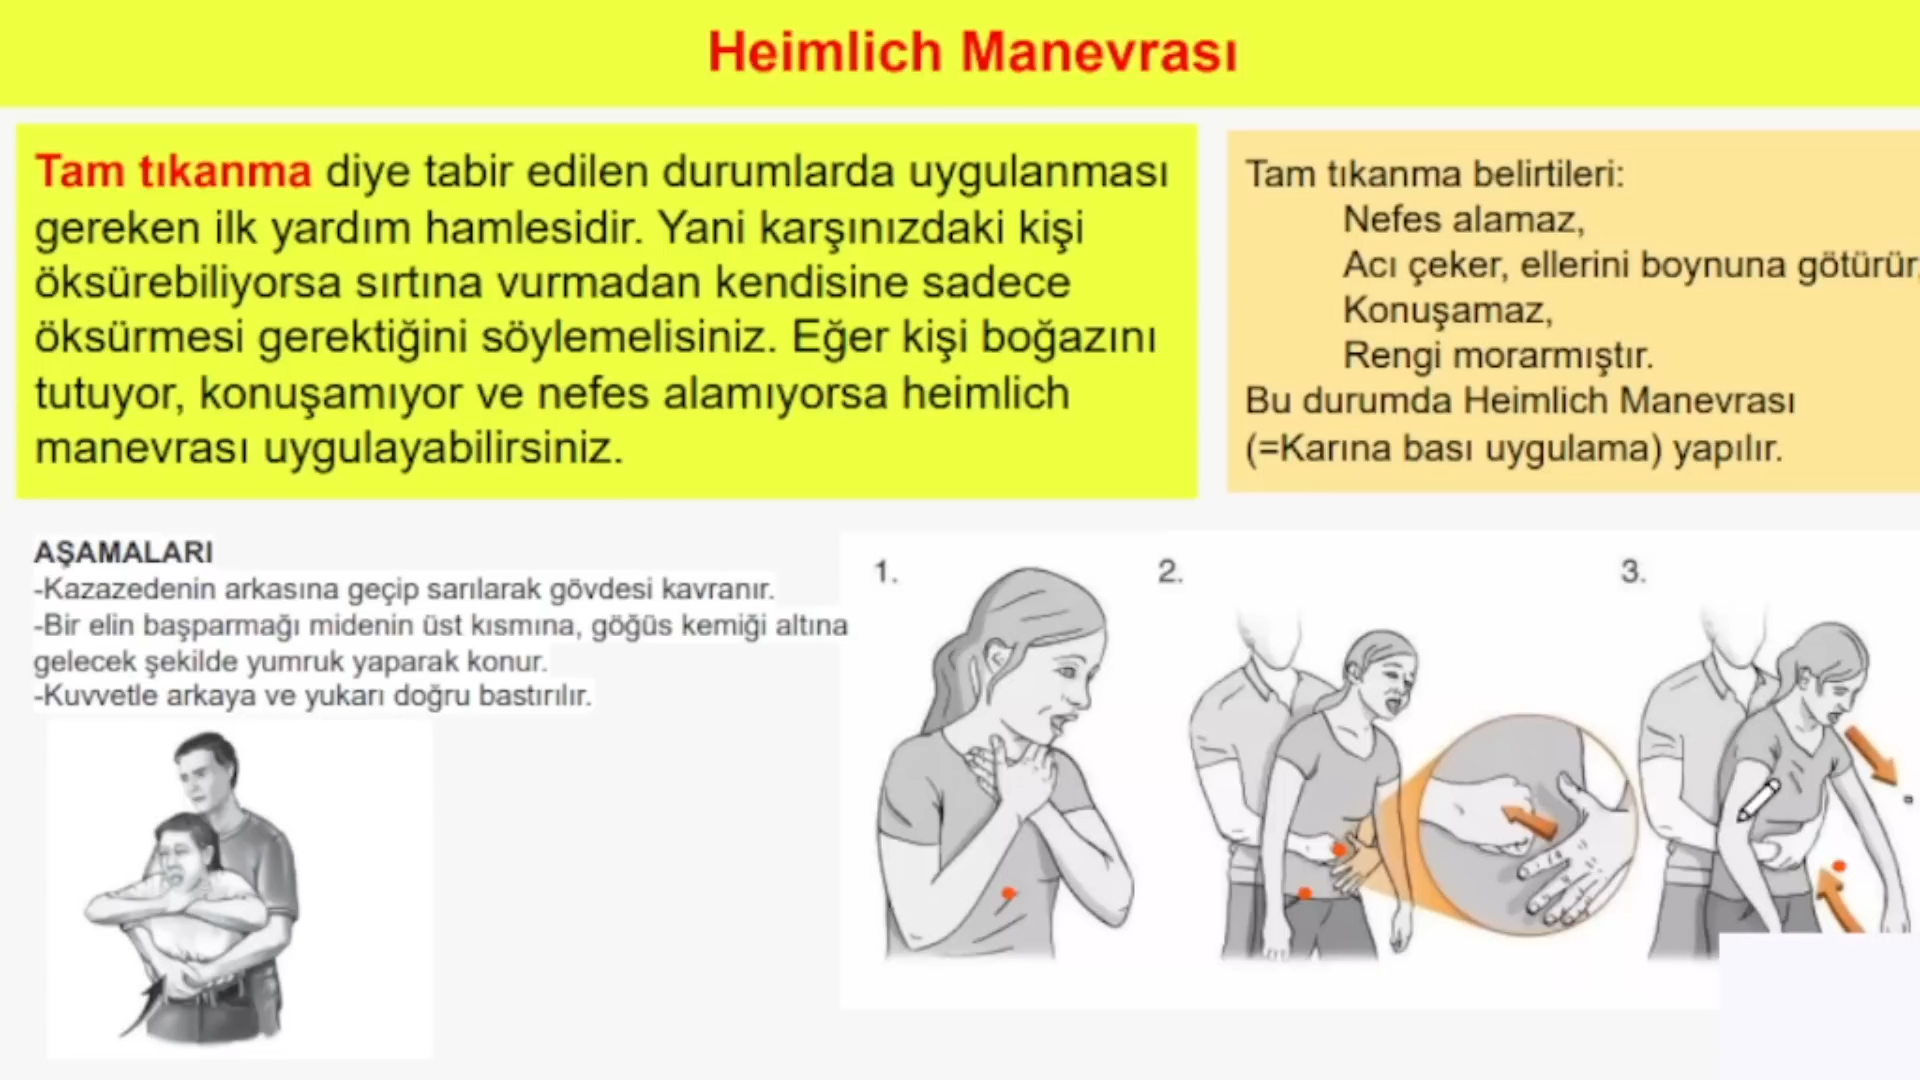 Heimlich Manevrası
Tam tıkanma diye tabir edilen durumlarda uygulanması
gereken ilk yardım hamlesidir. Yani karşınızdaki kişi
öksürebiliyorsa sırtına vurmadan kendisine sadece
öksürmesi gerektiğini söylemelisiniz. Eğer kişi boğazını
tutuyor, konuşamıyor ve nefes alamıyorsa heimlich
manevrası uygulayabilirsiniz.
Tam tıkanma belirtileri:
Nefes alamaz,
Acı çeker, ellerini boynuna götürür,
Konuşamaz,
Rengi morarmıştır.
Bu durumda Heimlich Manevrası
(=Karına bası uygulama) yapılır.
AŞAMALARI
-Kazazedenin arkasına geçip sarılarak gövdesi kavranır.
-Bir elin başparmağı midenin üst kısmına, göğüs kemiği altına
gelecek şekilde yumruk yaparak konur.
-Kuvvetle arkaya ve yukarı doğru bastırılır.
1.
2.
3.